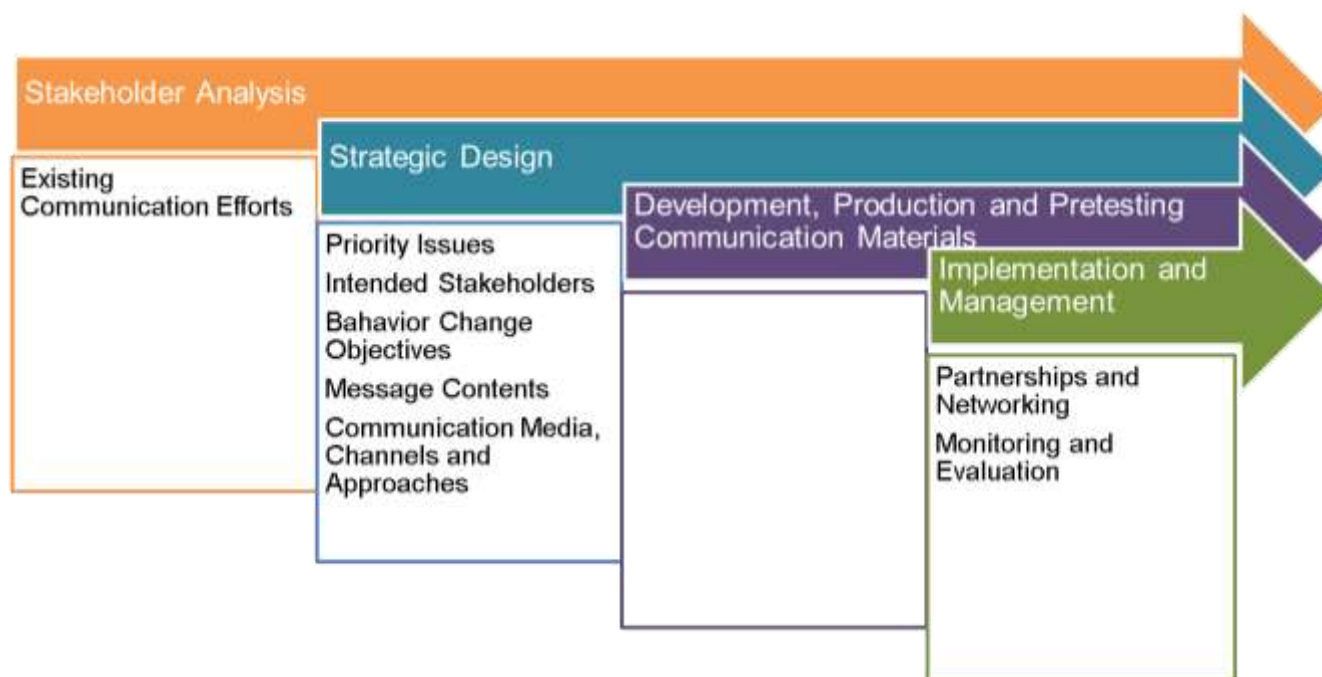 Stakeholder Analysis
Existing
Communication Efforts
Strategic Design
Priority Issues
Intended Stakeholders
Bahavior Change
Objectives
Message Contents
Communication Media,
Channels and
Approaches
Development, Production and Pretesting
Communication Materials
Implementation and
Management
Partnerships and
Networking
Monitoring and
Evaluation